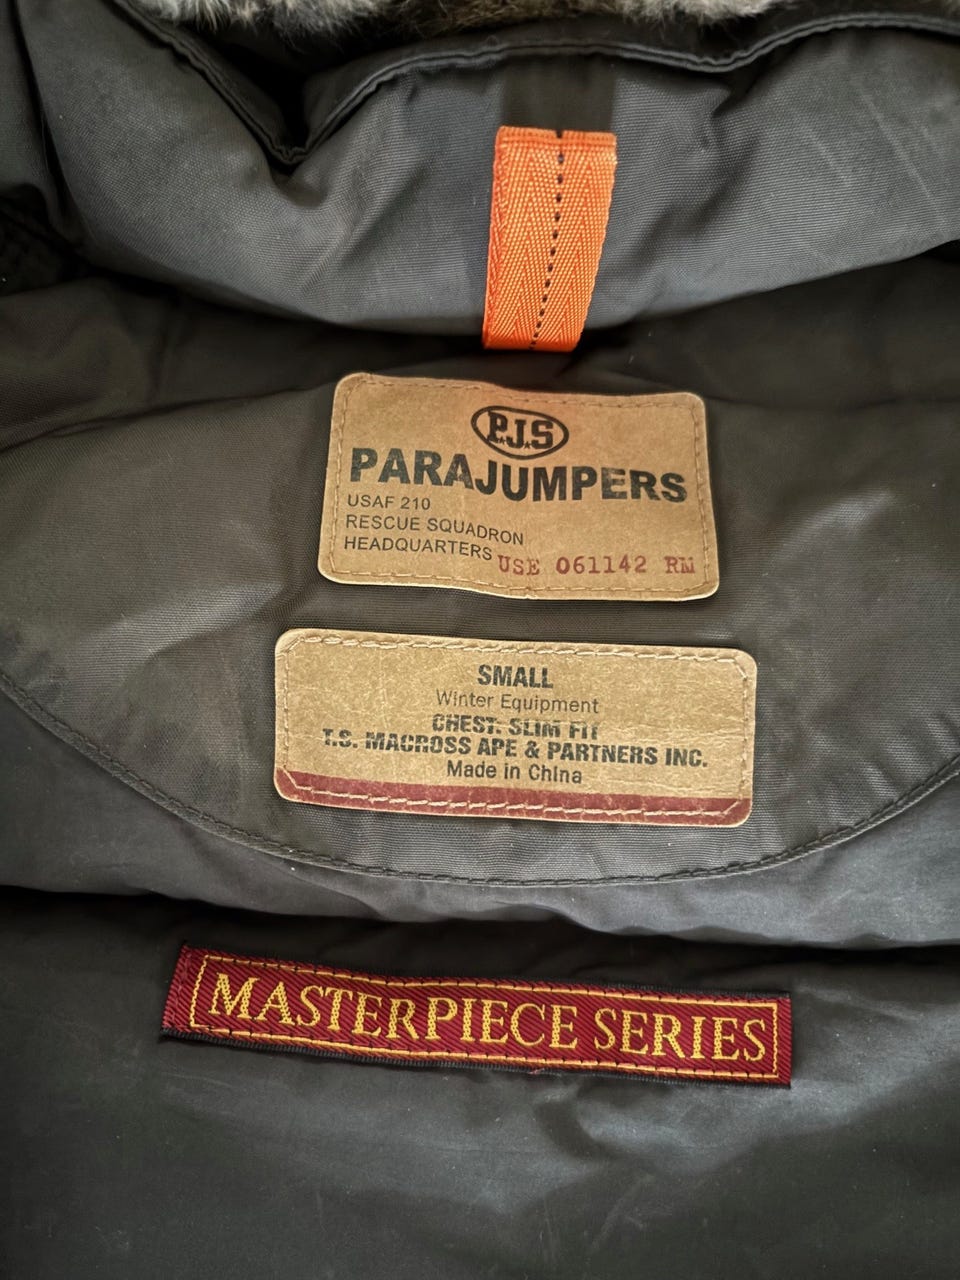 P.J.S
PARAJUMPERS
USAF 210
RESCUE SQUADRON
HEADQUARTERS
USE 061142 RM
SMALL
Winter Equipment
CHEST: SLIM FIT
T.S. MACROSS APE & PARTNERS INC.
Made in China
MASTERPIECE SERIES